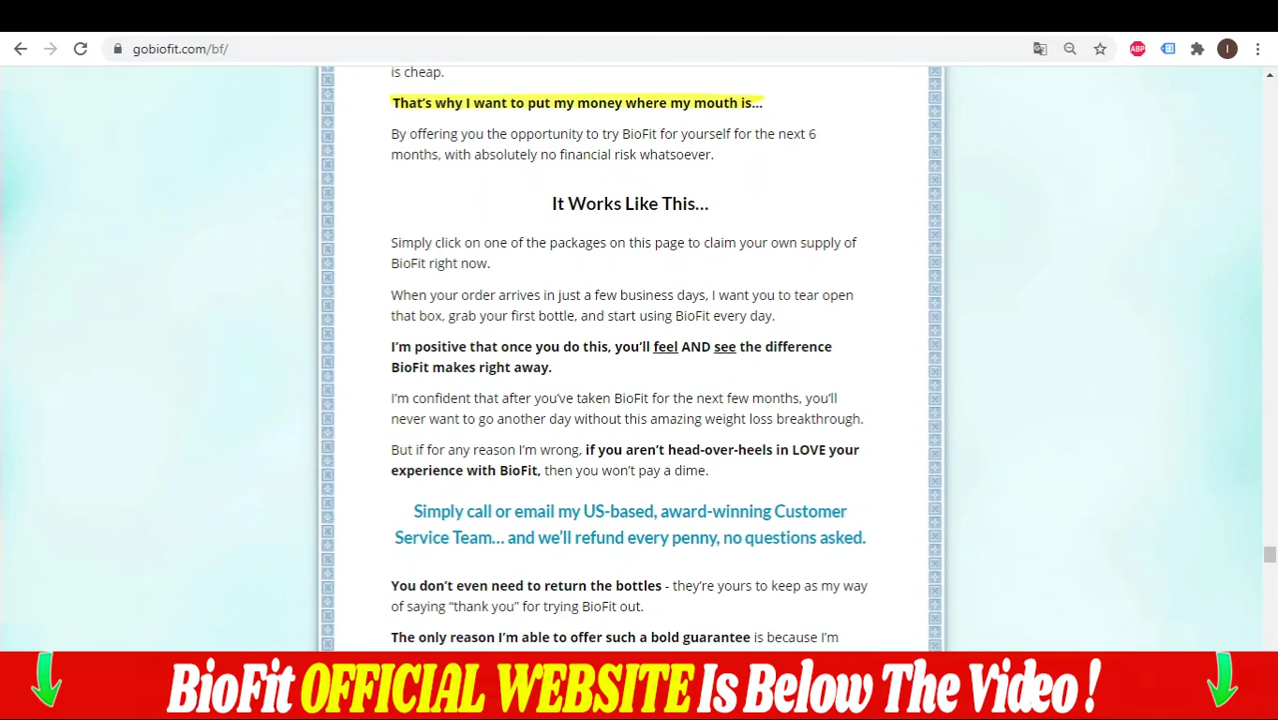 gobiofit.com/bf/
ABP
I
is cheap.
That's why I want to put my money where my mouth is...
By offering you the opportunity to try BioFit for yourself for the next 6
months, with absolutely no financial risk whatsoever.
It Works Like This...
Simply click on one of the packages on this page to claim your own supply of
BioFit right now.
When your order arrives in just a few business days, I want you to tear open
that box, grab your first bottle, and start using BioFit every day.
I'm positive that once you do this, you'll feel AND see the difference
BioFit makes right away.
I'm confident after you've taken BioFit for the next few months, you'll
never want to go another day without this amazing weight loss breakthrough.
But if for any reason I'm wrong, if you aren't head-over-heels in LOVE your
experience with BioFit, then you won't pay a dime.
Simply call or email my US-based, award-winning Customer
Service Team... and we'll refund every penny, no questions asked.
You don't even need to return the bottles - they're yours to keep as my way
of saying “thank you” for trying BioFit out.
The only reason I'm able to offer such a bold guarantee is because I'm
BioFit OFFICIAL WEBSITE Is Below The Video !